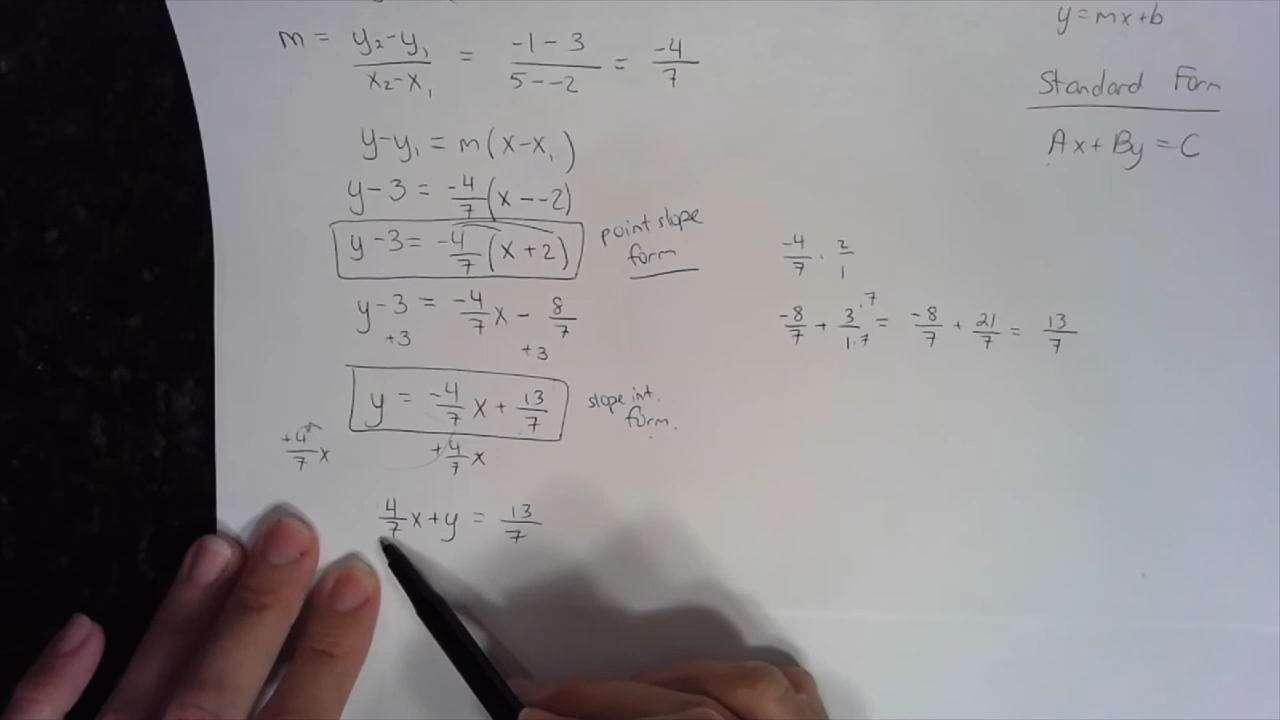 m = y₂-y₁/x₂-x₁ = -1-3/5--2 = -4/7
y-y₁ = m(x-x₁)
y-3 = -4/7(x--2)
y-3 = -4/7(x+2)
point slope
form
y-3 = -4/7x - 8/7
+3 +3
y = -4/7x + 13/7
slope int.
form.
+4/7x +4/7x
4/7x+y = 13/7
y=mx+b
Standard Form
Ax+By=C
-4/7 · 2/1
-8/7 + 3·7/1·7 = -8/7 + 21/7 = 13/7